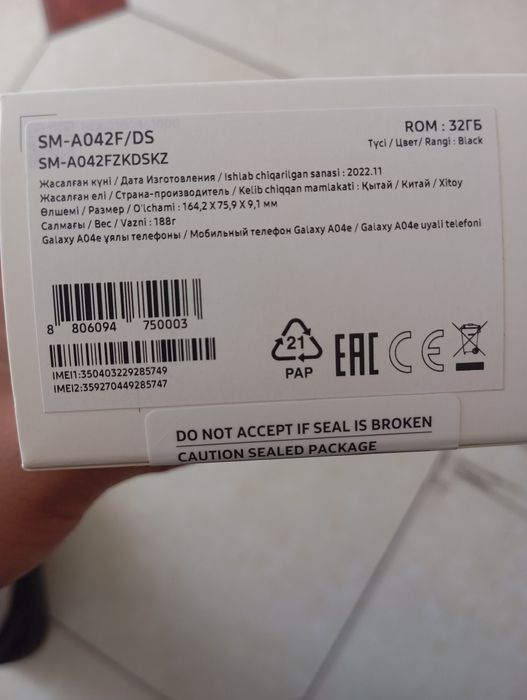 SM-A042F/DS
ROM : 32ГБ
SM-A042FZKDSKZ
Түсі / Цвет/ Rangi : Black
Жасалған күні / Дата Изготовления / Ishlab chiqarilgan sanasi : 2022.11
Жасалған елі / Страна-производитель / Kelib chiqqan mamlakati : Қытай / Китай / Xitoy
Өлшемі / Размер / O'lchami : 164,2 X 75,9 X 9,1 мм
Салмағы / Вес / Vazni : 188г
Galaxy A04e ұялы телефоны / Мобильный телефон Galaxy A04e / Galaxy A04e uyali telefoni
8 806094 750003
IMEI1:350403229285749
IMEI2:359270449285747
21
PAP
EAC
CE
DO NOT ACCEPT IF SEAL IS BROKEN
CAUTION SEALED PACKAGE